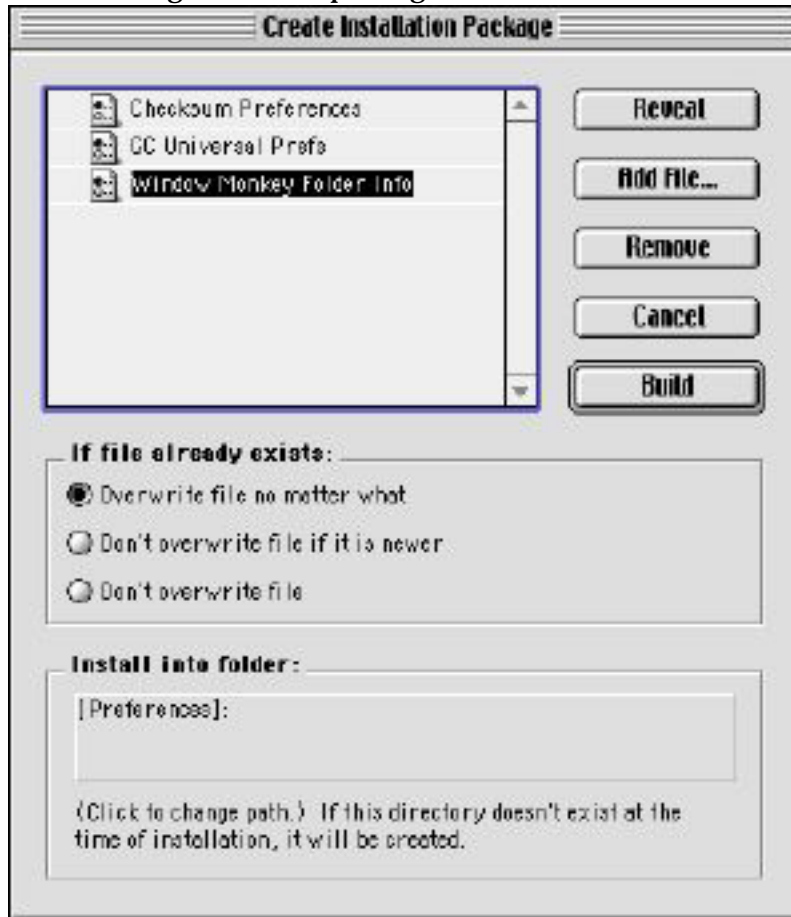 Create Installation Package
Checksum Preferences
Reveal
GC Universal Prefs
Add File...
Window Monkey Folder Info
Remove
Cancel
Build
If file already exists:
Overwrite file no matter what
Don't overwrite file if it is newer
Don't overwrite file
Install into folder:
[Preferences]:
(Click to change path.) If this directory doesn't exist at the
time of installation, it will be created.